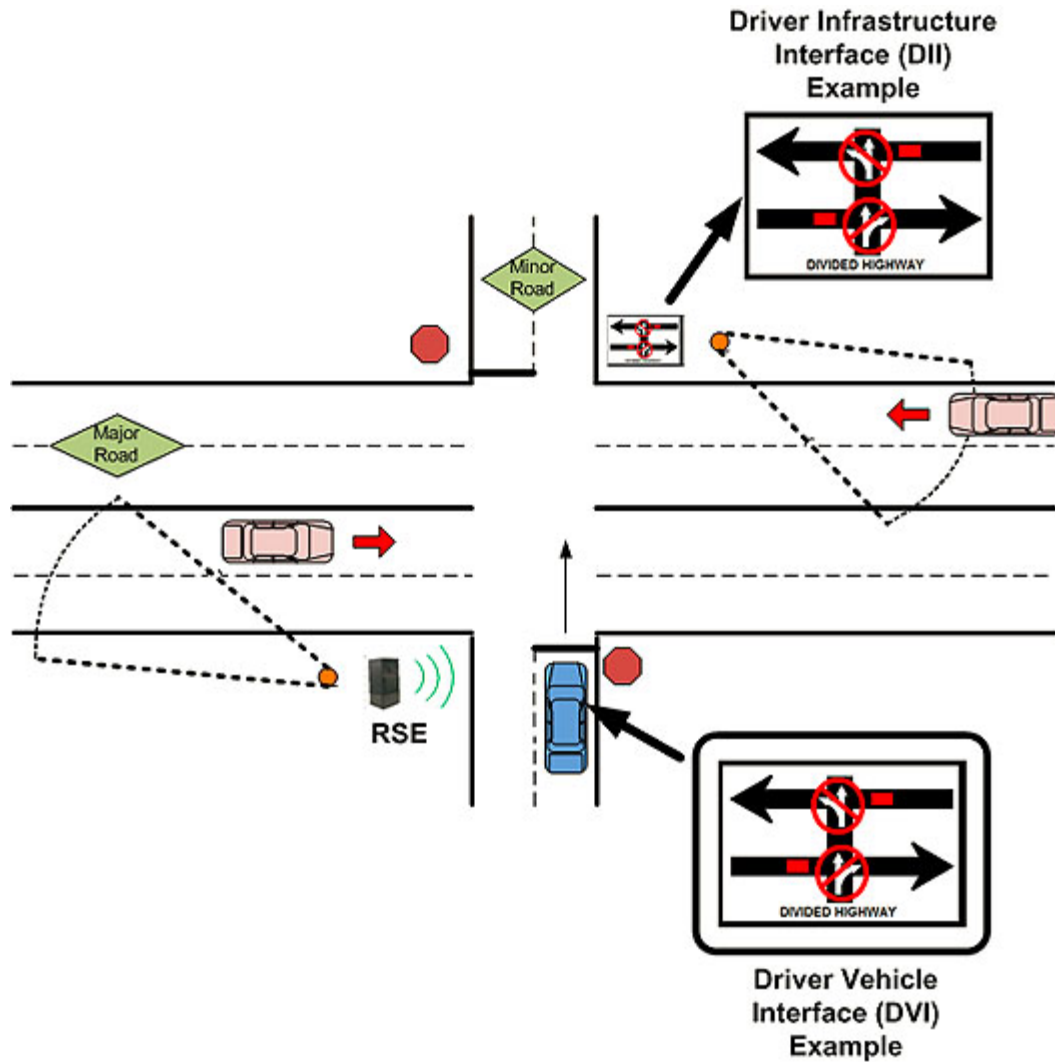 Driver Infrastructure
Interface (DII)
Example
DIVIDED HIGHWAY
Minor
Road
Major
Road
RSE
DIVIDED HIGHWAY
Driver Vehicle
Interface (DVI)
Example